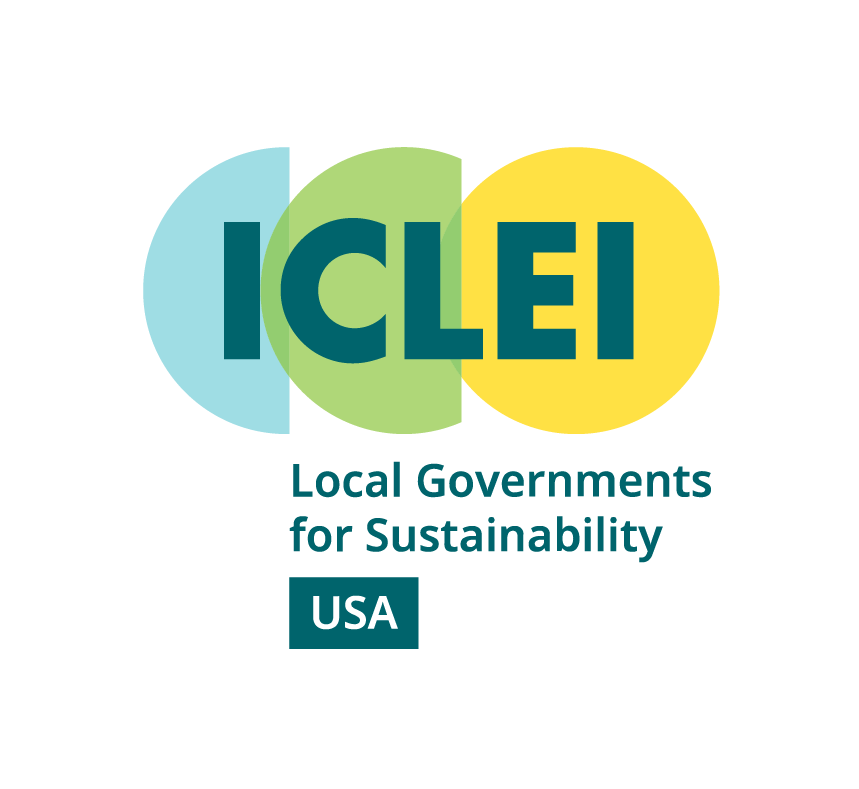 ICLEI
Local Governments
for Sustainability
USA